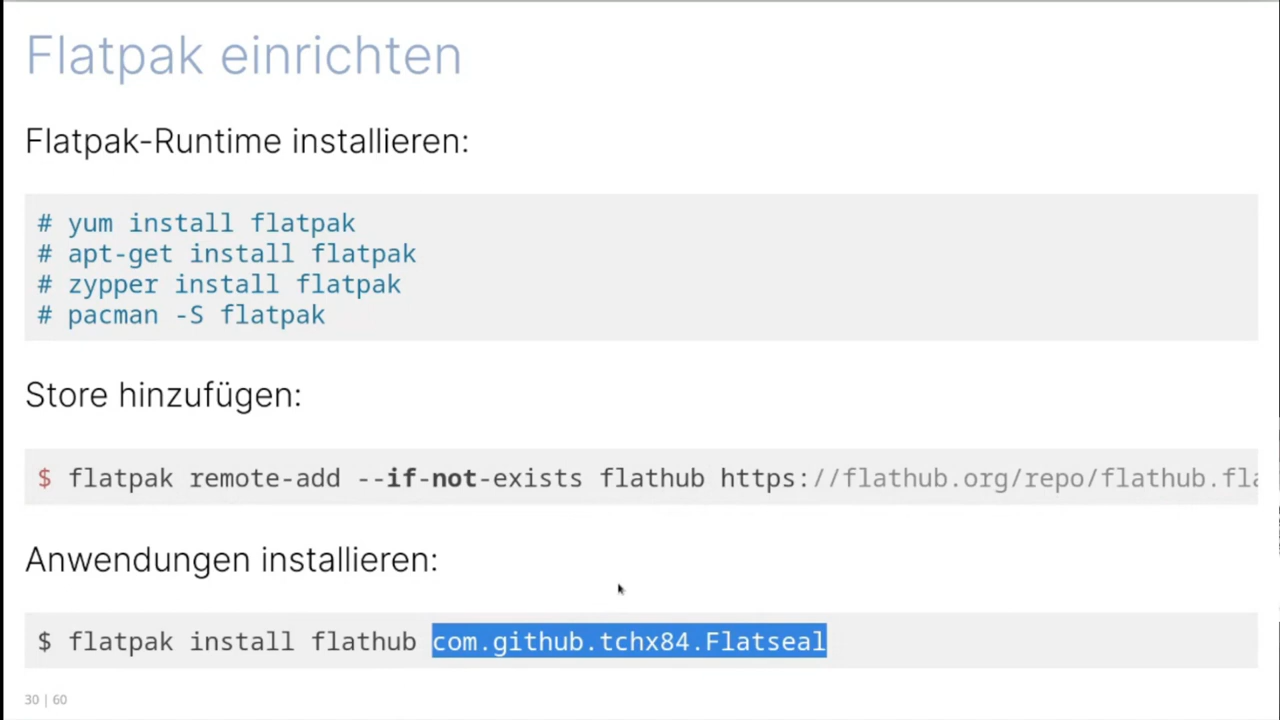 Flatpak einrichten
Flatpak-Runtime installieren:
# yum install flatpak
# apt-get install flatpak
# zypper install flatpak
# pacman -S flatpak
Store hinzufügen:
$ flatpak remote-add --if-not-exists flathub https://flathub.org/repo/flathub.fla
Anwendungen installieren:
$ flatpak install flathub com.github.tchx84.Flatseal
30 | 60